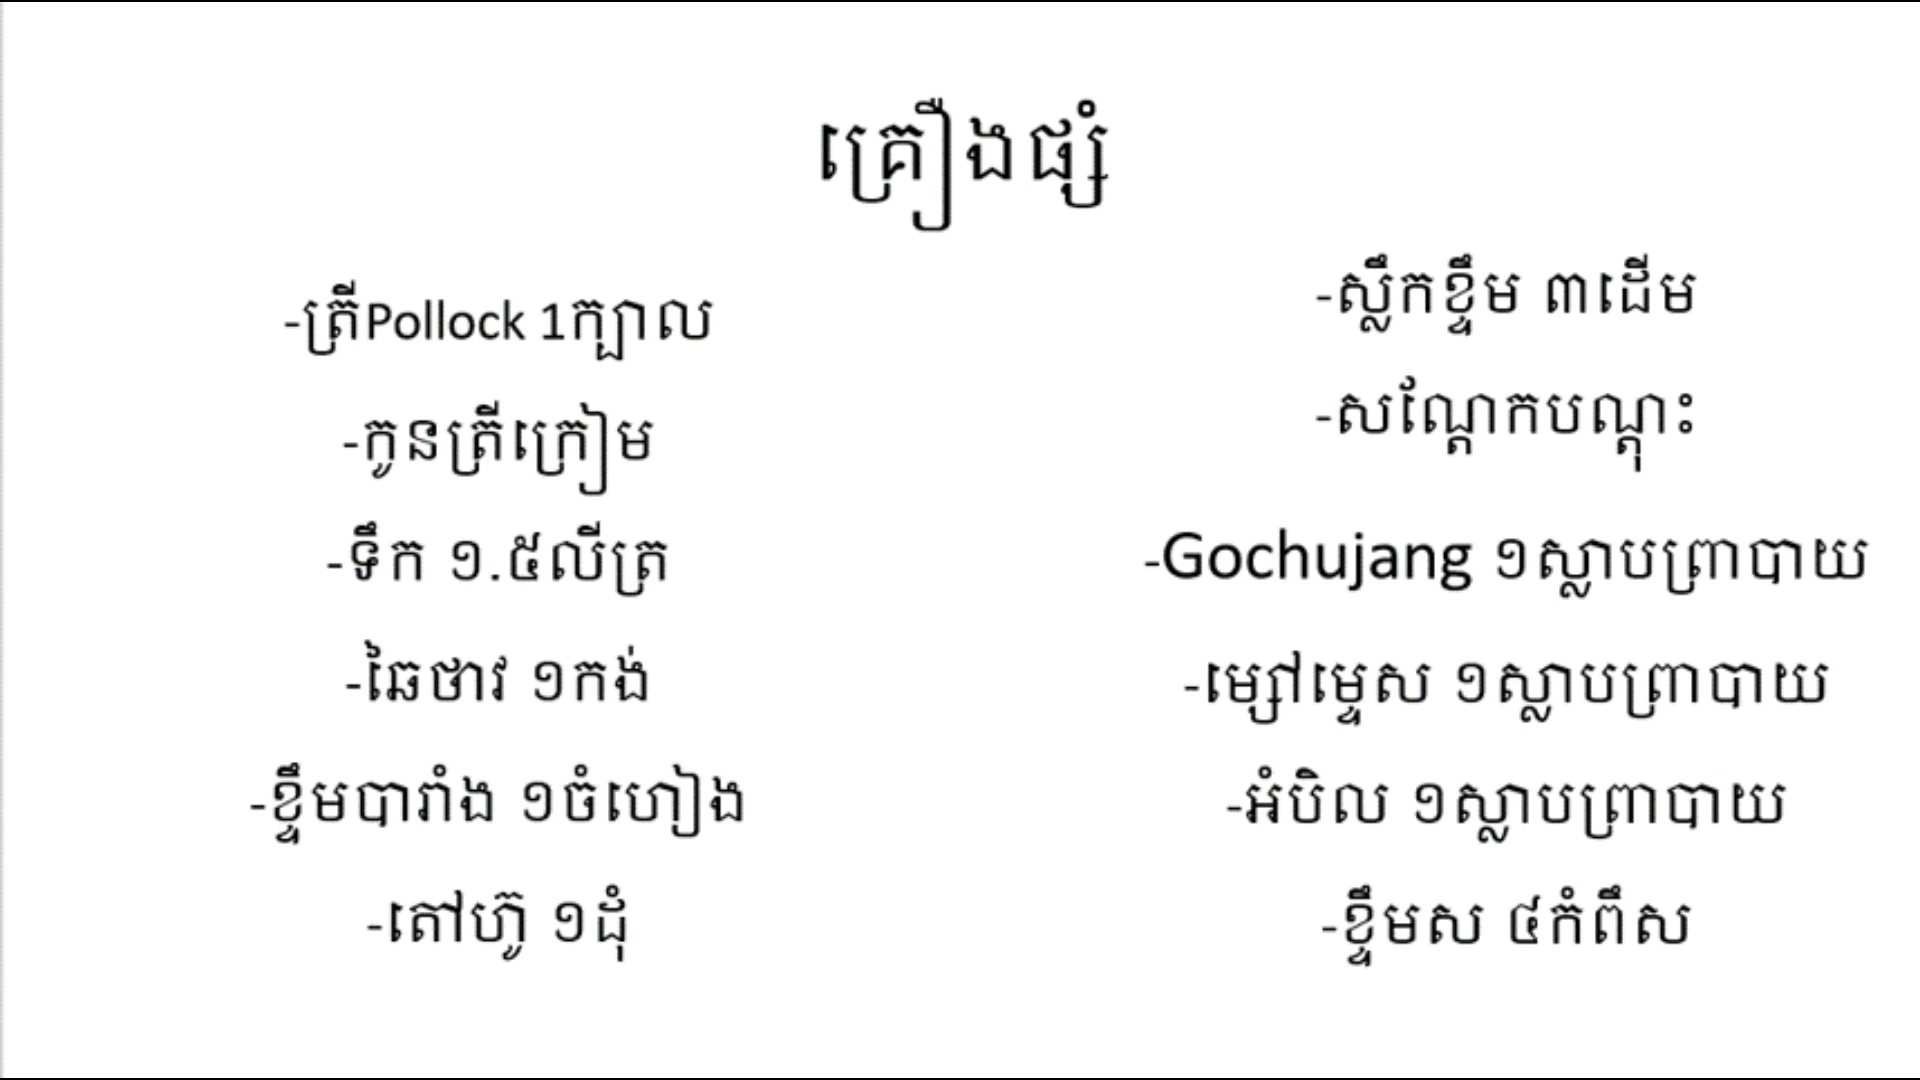 គ្រឿងផ្សំ
-ត្រីPollock 1ក្បាល
-កូនត្រីក្រៀម
-ទឹក ១.៥លីត្រ
-ឆៃថាវ ១កង់
-ខ្ទឹមបារាំង ១ចំហៀង
-តៅហ៊ូ ១ដុំ
-ស្លឹកខ្ទឹម ៣ដើម
-សណ្ដែកបណ្ដុះ
-Gochujang ១ស្លាបព្រាបាយ
-ម្សៅម្ទេស ១ស្លាបព្រាបាយ
-អំបិល ១ស្លាបព្រាបាយ
-ខ្ទឹមស ៤កំពឹស